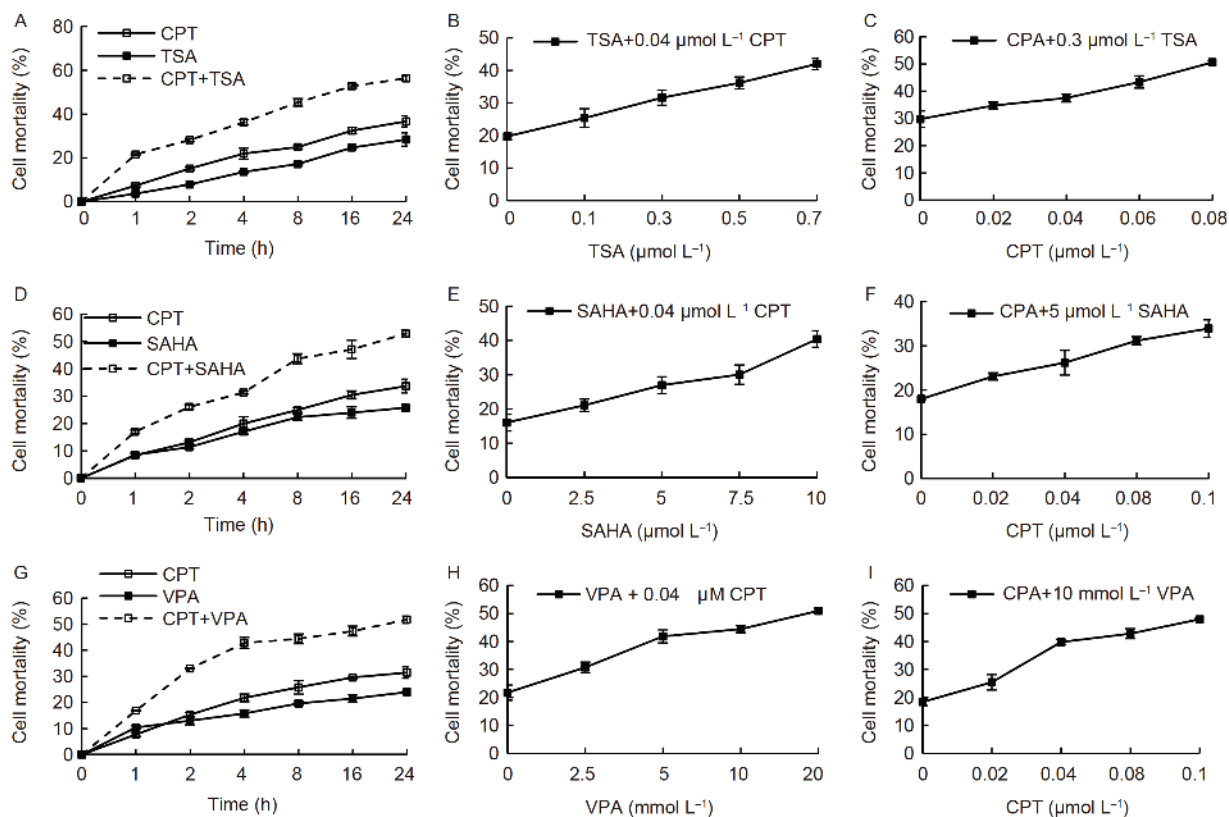 A
Cell mortality (%)
80
60
40
20
0
CPT
TSA
CPT+TSA
0 1 2 4 8 16 24
Time (h)
B
Cell mortality (%)
50
40
30
20
10
0
TSA+0.04 μmol L⁻¹ CPT
0 0.1 0.3 0.5 0.7
TSA (μmol L⁻¹)
C
Cell mortality (%)
60
50
40
30
20
10
0
CPA+0.3 μmol L⁻¹ TSA
0 0.02 0.04 0.06 0.08
CPT (μmol L⁻¹)
D
Cell mortality (%)
60
50
40
30
20
10
0
CPT
SAHA
CPT+SAHA
0 1 2 4 8 16 24
Time (h)
E
Cell mortality (%)
50
40
30
20
10
0
SAHA+0.04 μmol L⁻¹ CPT
0 2.5 5 7.5 10
SAHA (μmol L⁻¹)
F
Cell mortality (%)
40
30
20
10
0
CPA+5 μmol L⁻¹ SAHA
0 0.02 0.04 0.08 0.1
CPT (μmol L⁻¹)
G
Cell mortality (%)
60
50
40
30
20
10
0
CPT
VPA
CPT+VPA
0 1 2 4 8 16 24
Time (h)
H
Cell mortality (%)
60
50
40
30
20
10
0
VPA + 0.04 μM CPT
0 2.5 5 10 20
VPA (mmol L⁻¹)
I
Cell mortality (%)
60
50
40
30
20
10
0
CPA+10 mmol L⁻¹ VPA
0 0.02 0.04 0.08 0.1
CPT (μmol L⁻¹)